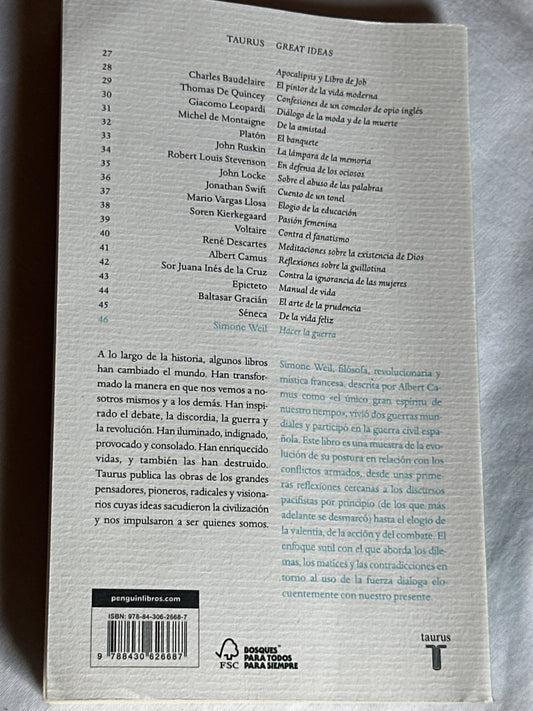 TAURUS GREAT IDEAS
27 Apocalipsis y Libro de Job
28 Charles Baudelaire El pintor de la vida moderna
29 Thomas De Quincey Confesiones de un comedor de opio inglés
30 Giacomo Leopardi Diálogo de la moda y de la muerte
31 Michel de Montaigne De la amistad
32 Platón El banquete
33 John Ruskin La lámpara de la memoria
34 Robert Louis Stevenson En defensa de los ociosos
35 John Locke Sobre el abuso de las palabras
36 Jonathan Swift Cuento de un tonel
37 Mario Vargas Llosa Elogio de la educación
38 Soren Kierkegaard Pasión femenina
39 Voltaire Contra el fanatismo
40 René Descartes Meditaciones sobre la existencia de Dios
41 Albert Camus Reflexiones sobre la guillotina
42 Sor Juana Inés de la Cruz Contra la ignorancia de las mujeres
43 Epicteto Manual de vida
44 Baltasar Gracián El arte de la prudencia
45 Séneca De la vida feliz
46 Simone Weil Hacer la guerra
A lo largo de la historia, algunos libros
han cambiado el mundo. Han transfor-
mado la manera en que nos vemos a no-
sotros mismos y a los demás. Han inspi-
rado el debate, la discordia, la guerra y
la revolución. Han iluminado, indignado,
provocado y consolado. Han enriquecido
vidas, y también las han destruido.
Taurus publica las obras de los grandes
pensadores, pioneros, radicales y visiona-
rios cuyas ideas sacudieron la civilización
y nos impulsaron a ser quienes somos.
Simone Weil, filósofa, revolucionaria y
mística francesa, descrita por Albert Ca-
mus como «el único gran espíritu de
nuestro tiempo», vivió dos guerras mun-
diales y participó en la guerra civil espa-
ñola. Este libro es una muestra de la evo-
lución de su postura en relación con los
conflictos armados, desde unas prime-
ras reflexiones cercanas a los discursos
pacifistas por principio (de los que más
adelante se desmarcó) hasta el elogio de
la valentía, de la acción y del combate. El
enfoque sutil con el que aborda los dile-
mas, los matices y las contradicciones en
torno al uso de la fuerza dialoga elo-
cuentemente con nuestro presente.
penguinlibros.com
ISBN: 978-84-306-2668-7
9 788430 626687
FSC
BOSQUES
PARA TODOS
PARA SIEMPRE
taurus
T